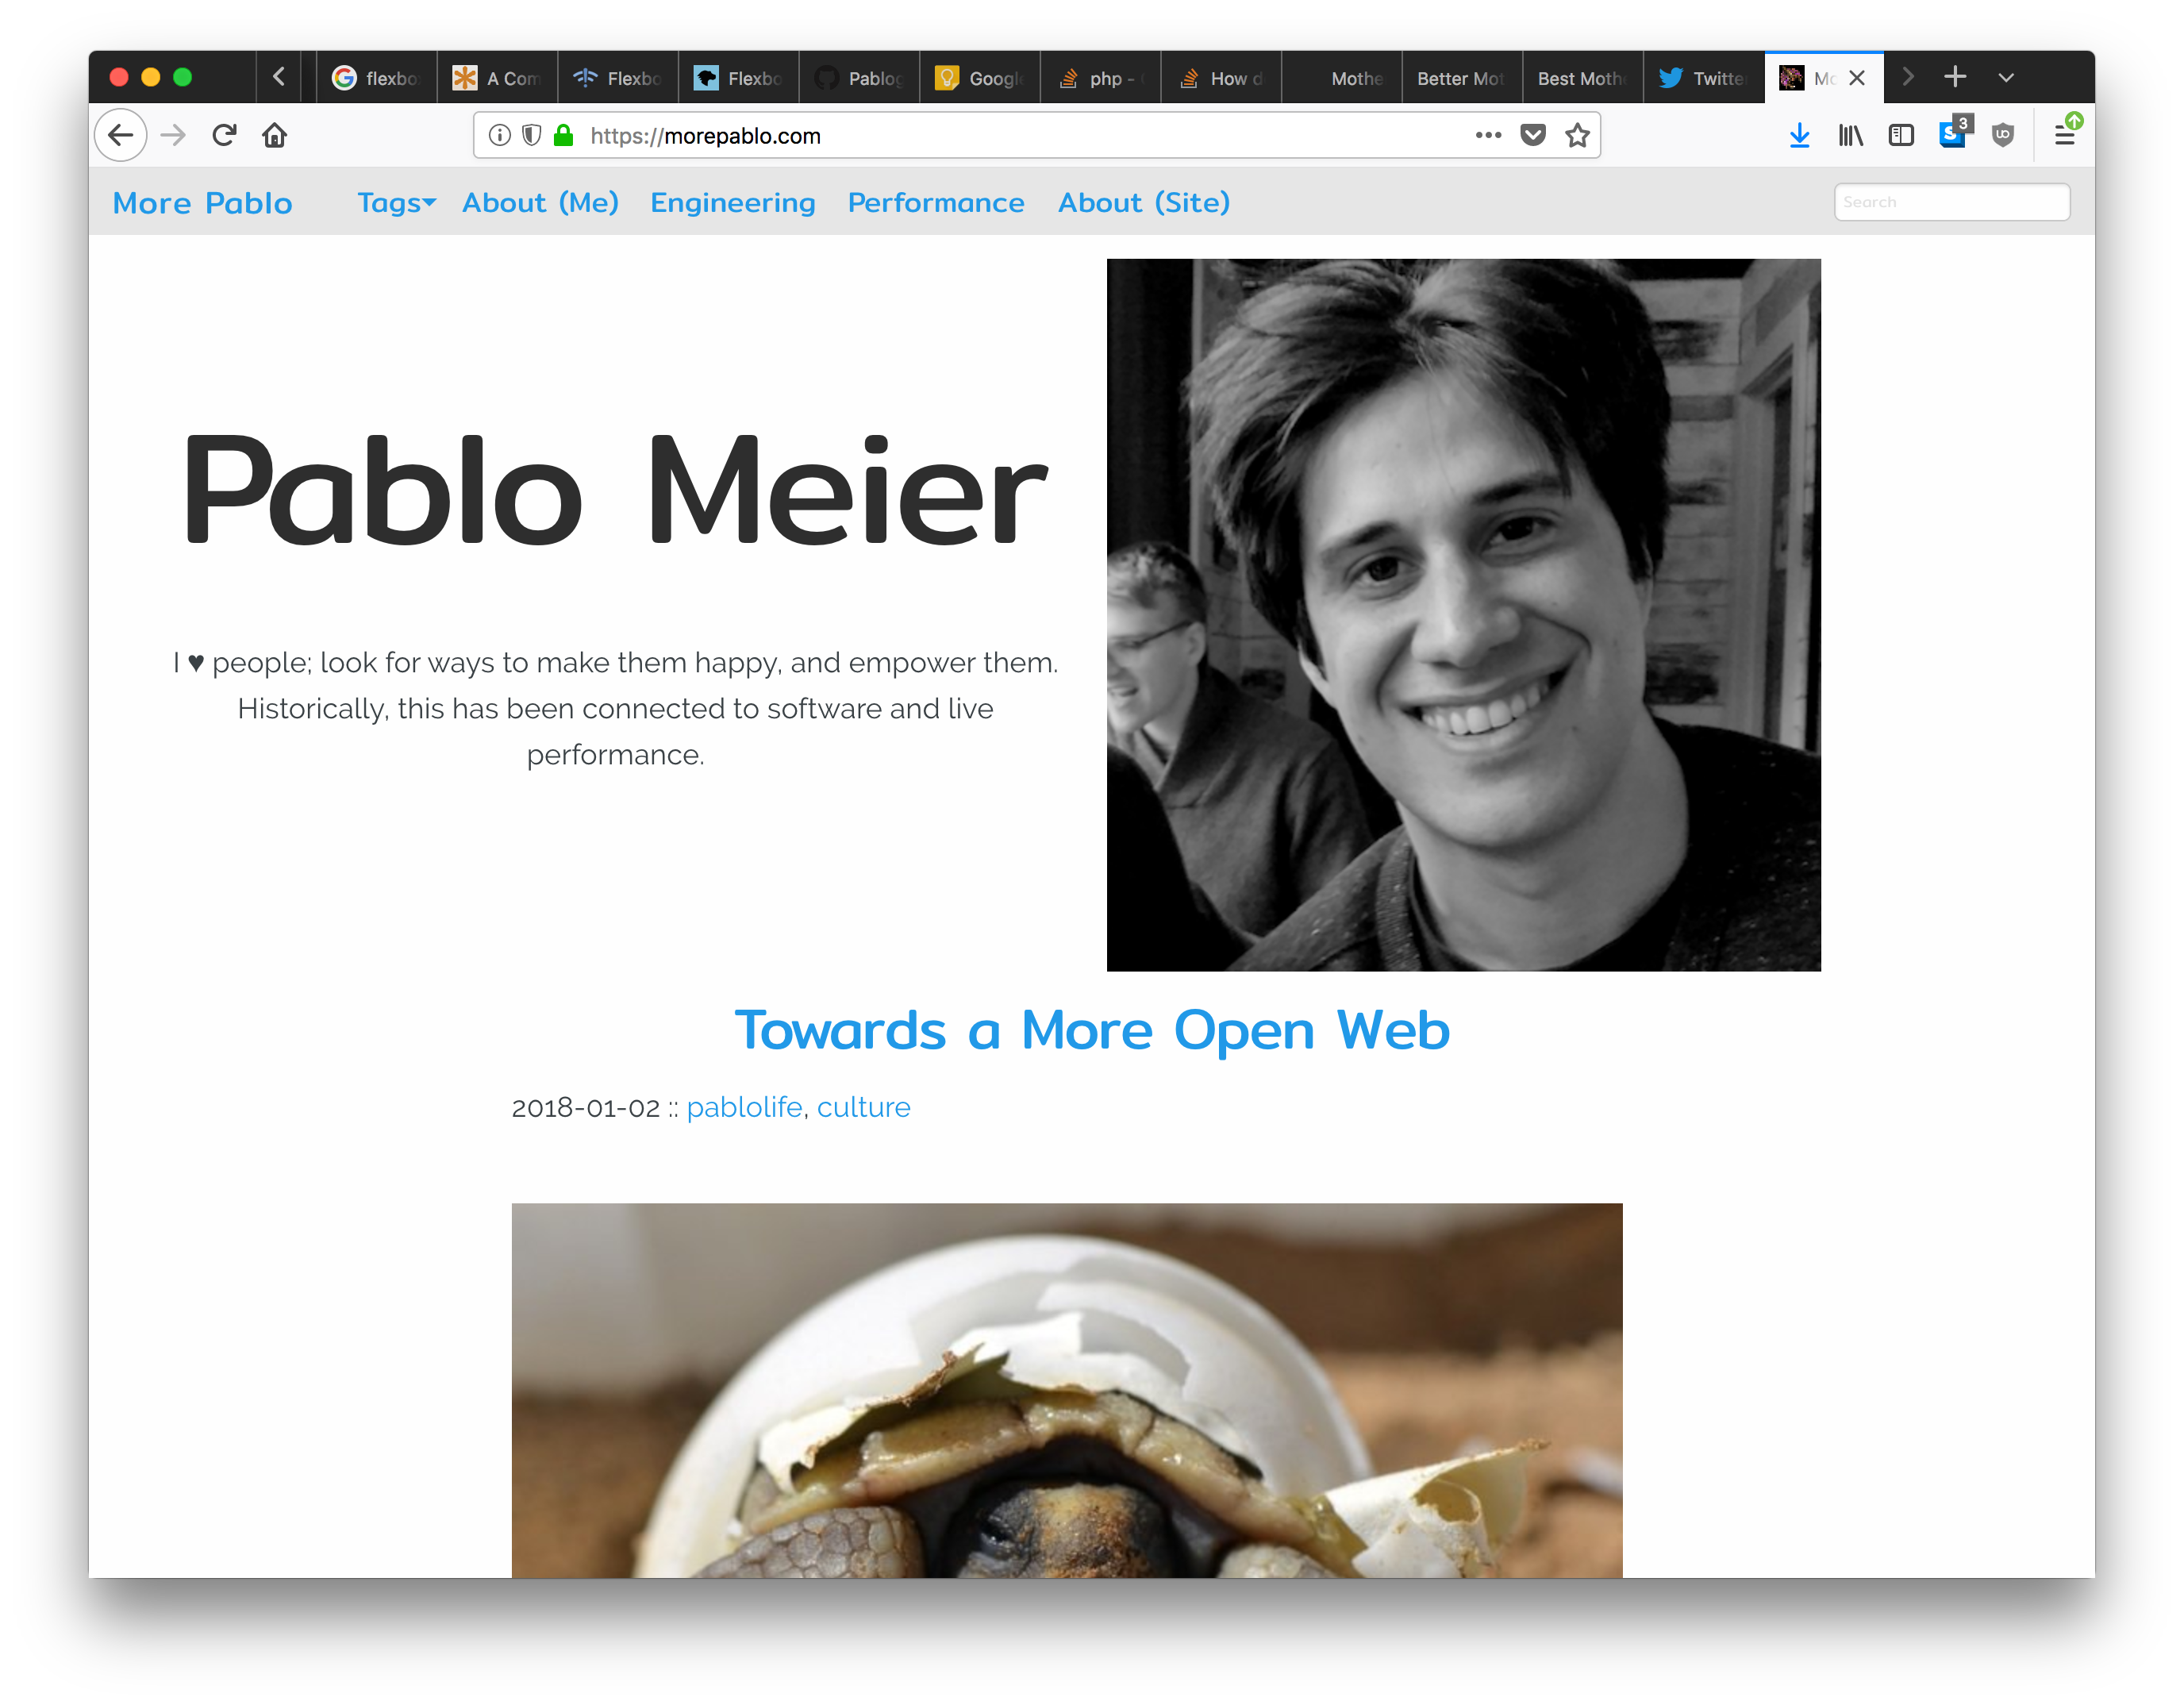 flexbo
A Com
Flexbo
Flexbo
Pablog
Google
php -
How d
Mothe
Better Mot
Best Moth
Twitte
Mo
https://morepablo.com
3
More Pablo
Tags
About (Me)
Engineering
Performance
About (Site)
Search
Pablo Meier
I ♥ people; look for ways to make them happy, and empower them.
Historically, this has been connected to software and live
performance.
Towards a More Open Web
2018-01-02 :: pablolife, culture